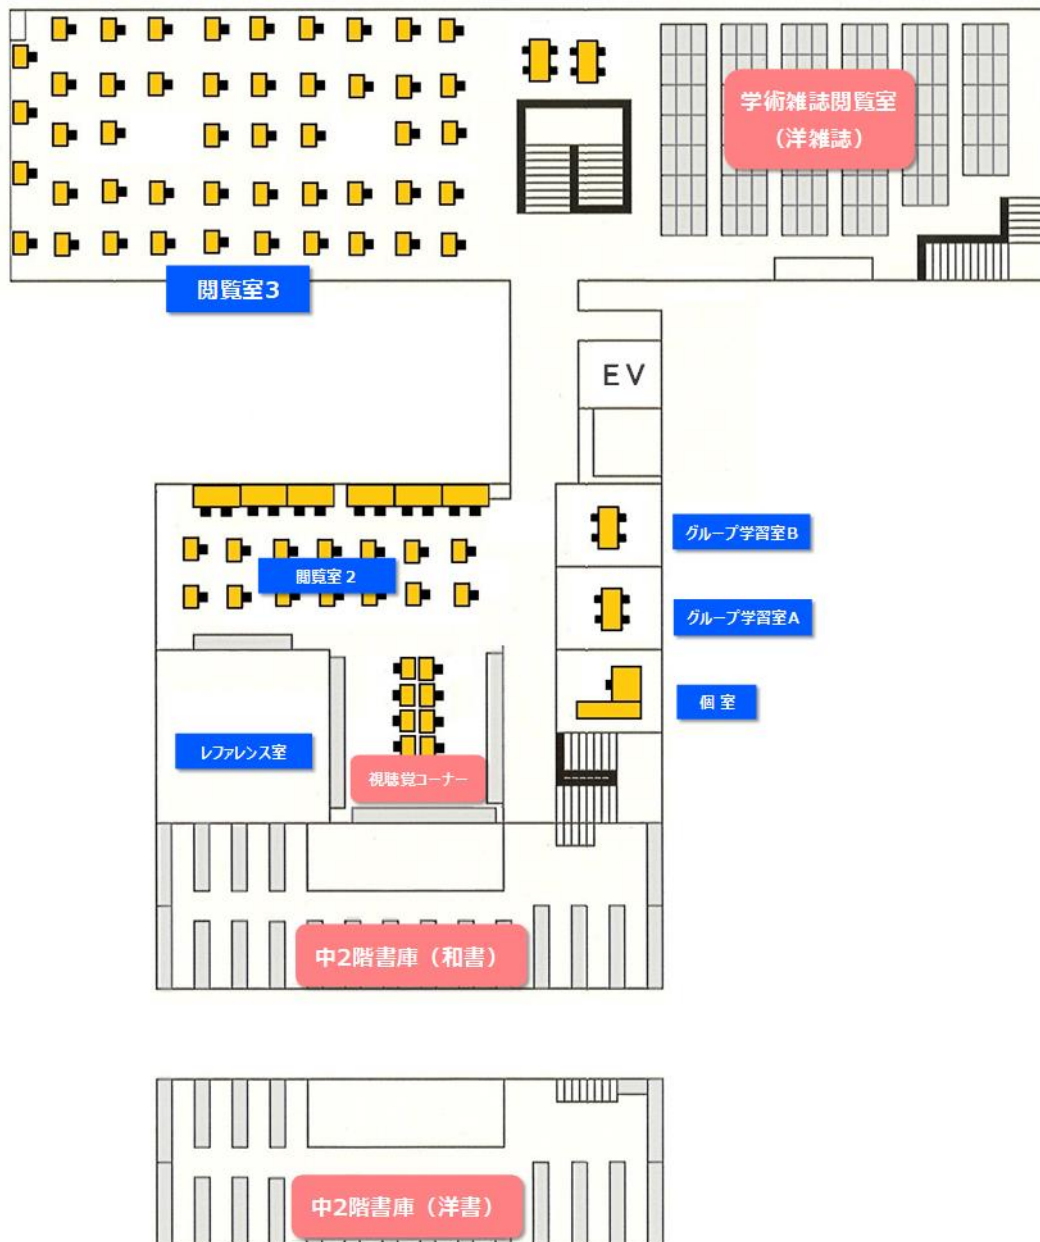 学術雑誌閲覧室
(洋雑誌)
閲覧室3
EV
グループ学習室B
閲覧室2
グループ学習室A
個室
レファレンス室
視聴覚コーナー
中2階書庫(和書)
中2階書庫(洋書)